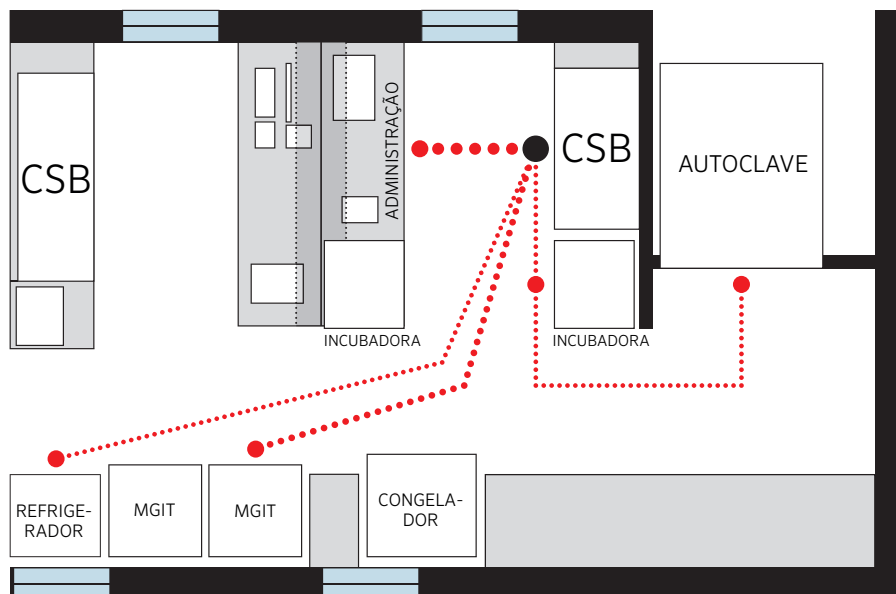 CSB
ADMINISTRAÇÃO
CSB
AUTOCLAVE
INCUBADORA
INCUBADORA
REFRIGE-
RADOR
MGIT
MGIT
CONGELA-
DOR